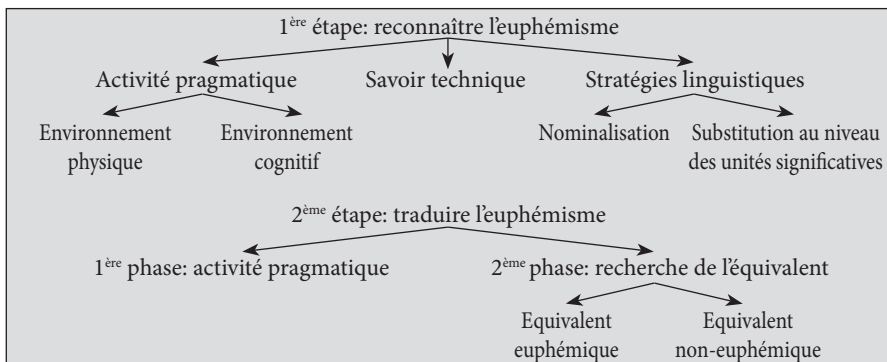 1ère étape: reconnaître l'euphémisme
Activité pragmatique Savoir technique Stratégies linguistiques
Environnement physique Environnement cognitif Nominalisation Substitution au niveau des unités significatives
2ème étape: traduire l'euphémisme
1ère phase: activité pragmatique 2ème phase: recherche de l'équivalent
Equivalent euphémique Equivalent non-euphémique